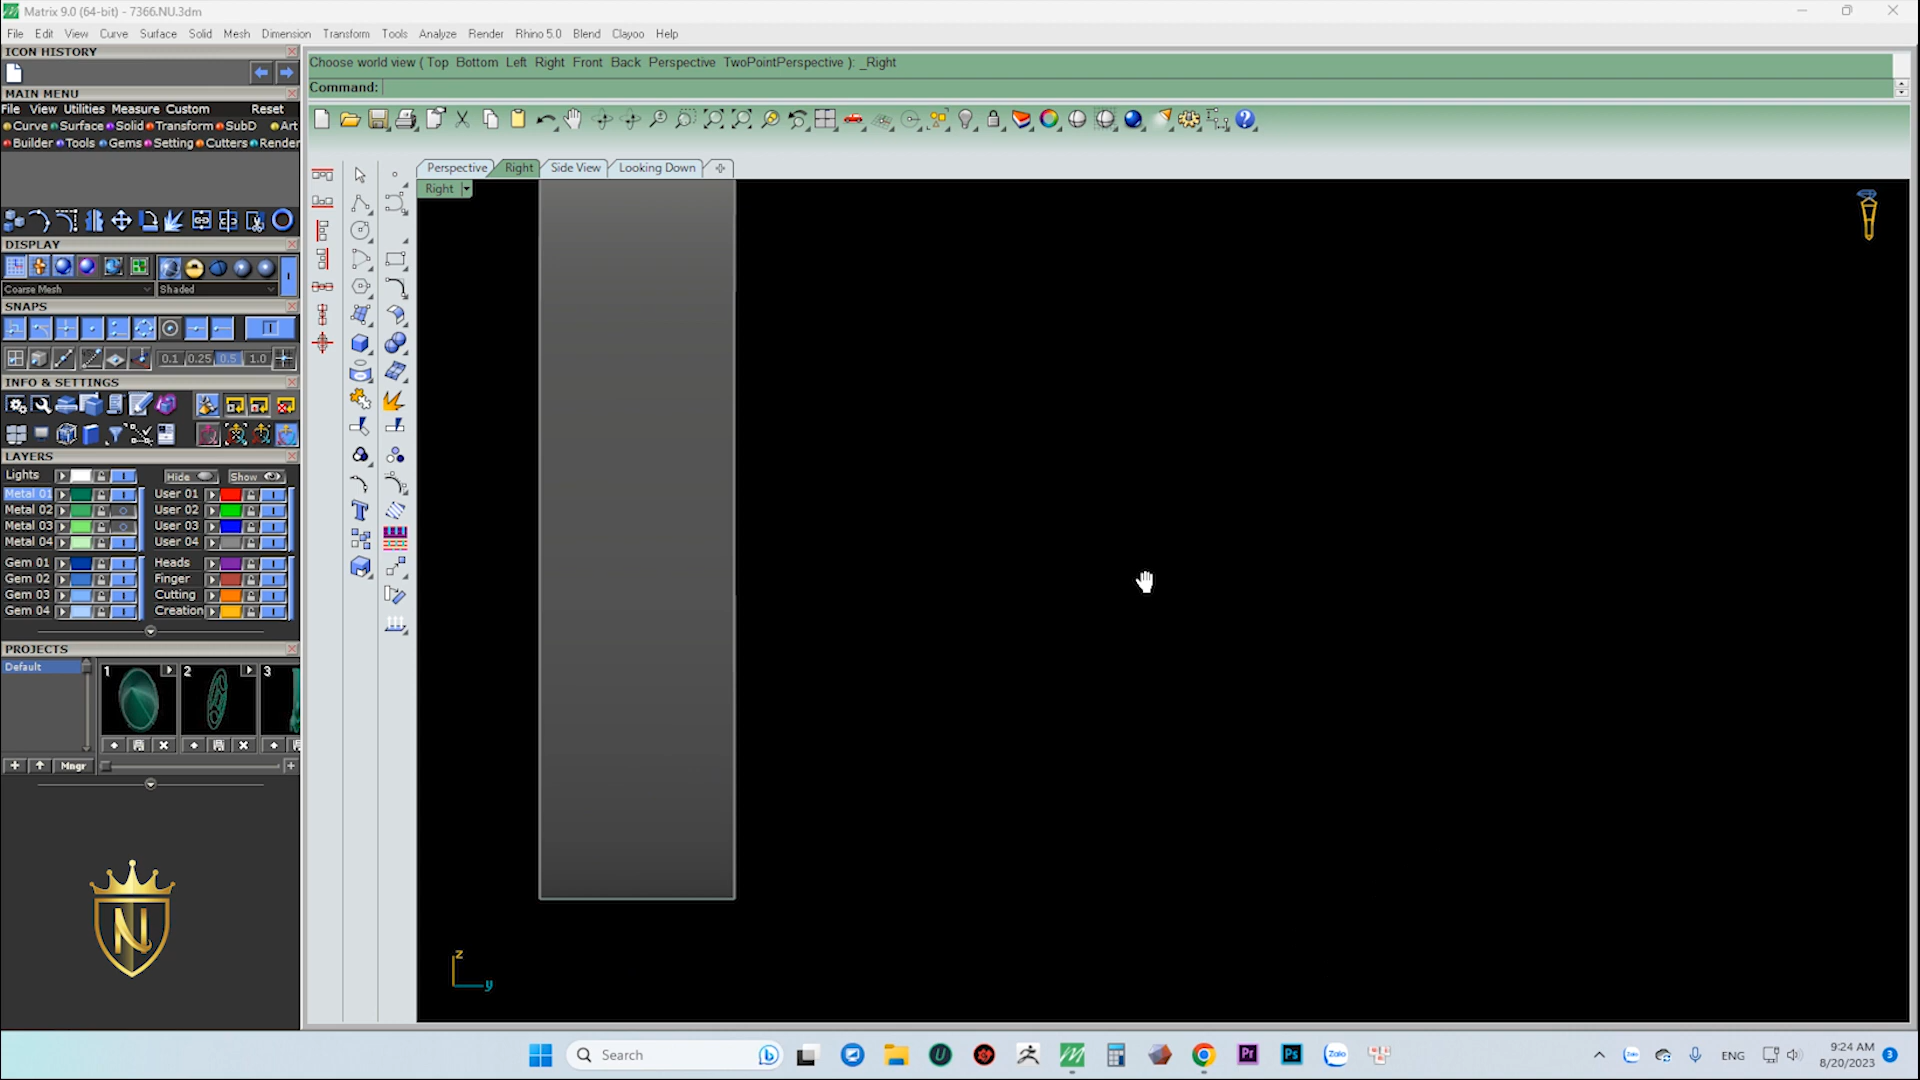 Matrix 9.0 (64-bit) - 7366.NU.3dm
File Edit View Curve Surface Solid Mesh Dimension Transform Tools Analyze Render Rhino 5.0 Blend Clayoo Help
ICON HISTORY
Choose world view ( Top Bottom Left Right Front Back Perspective TwoPointPerspective ): _Right
Command:
MAIN MENU
File View Utilities Measure Custom Reset
Curve Surface Solid Transform SubD Art
Builder Tools Gems Setting Cutters Render
Perspective Right Side View Looking Down
Right
DISPLAY
Coarse Mesh Shaded
SNAPS
0.1 0.25 0.5 1.0
INFO & SETTINGS
LAYERS
Lights Hide Show
Metal 01 User 01
Metal 02 User 02
Metal 03 User 03
Metal 04 User 04
Gem 01 Heads
Gem 02 Finger
Gem 03 Cutting
Gem 04 Creation
PROJECTS
Default
1 2 3
Mngr
N
z
y
Search
Pr Ps Zalo
ENG
9:24 AM
8/20/2023
3